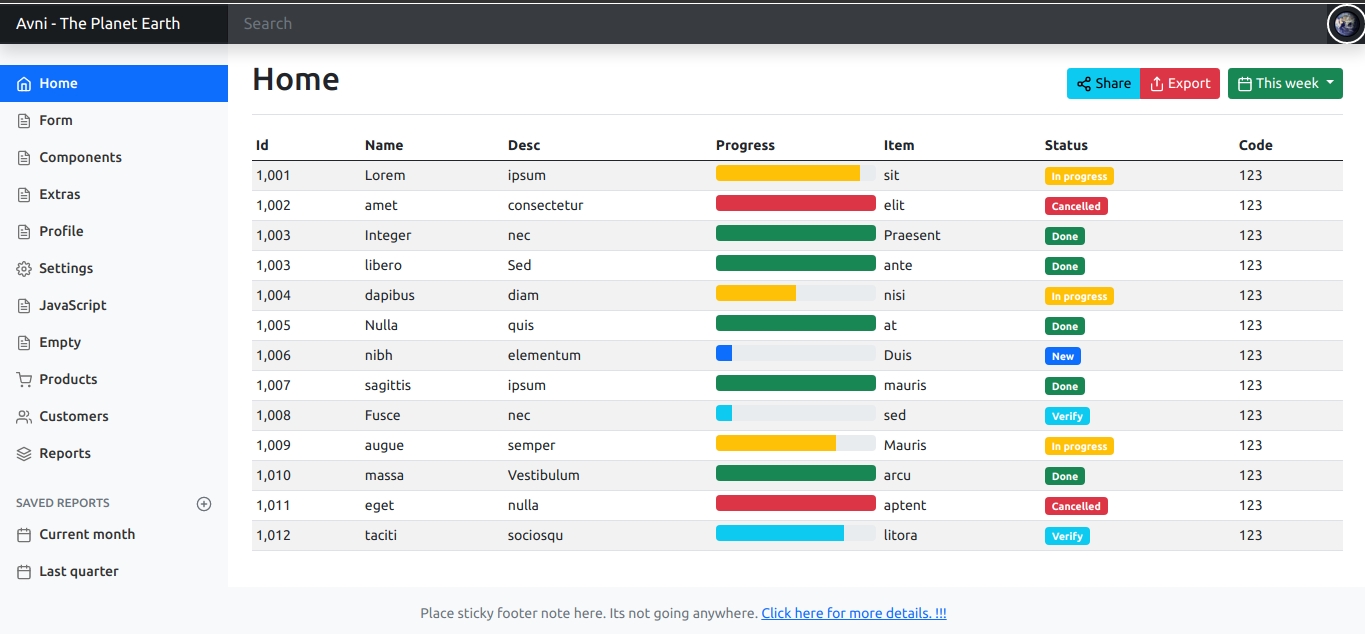 Avni - The Planet Earth Search
Home
Form
Components
Extras
Profile
Settings
JavaScript
Empty
Products
Customers
Reports
SAVED REPORTS
Current month
Last quarter
Home
Share Export This week
Id Name Desc Progress Item Status Code
1,001 Lorem ipsum sit In progress 123
1,002 amet consectetur elit Cancelled 123
1,003 Integer nec Praesent Done 123
1,003 libero Sed ante Done 123
1,004 dapibus diam nisi In progress 123
1,005 Nulla quis at Done 123
1,006 nibh elementum Duis New 123
1,007 sagittis ipsum mauris Done 123
1,008 Fusce nec sed Verify 123
1,009 augue semper Mauris In progress 123
1,010 massa Vestibulum arcu Done 123
1,011 eget nulla aptent Cancelled 123
1,012 taciti sociosqu litora Verify 123
Place sticky footer note here. Its not going anywhere. Click here for more details. !!!